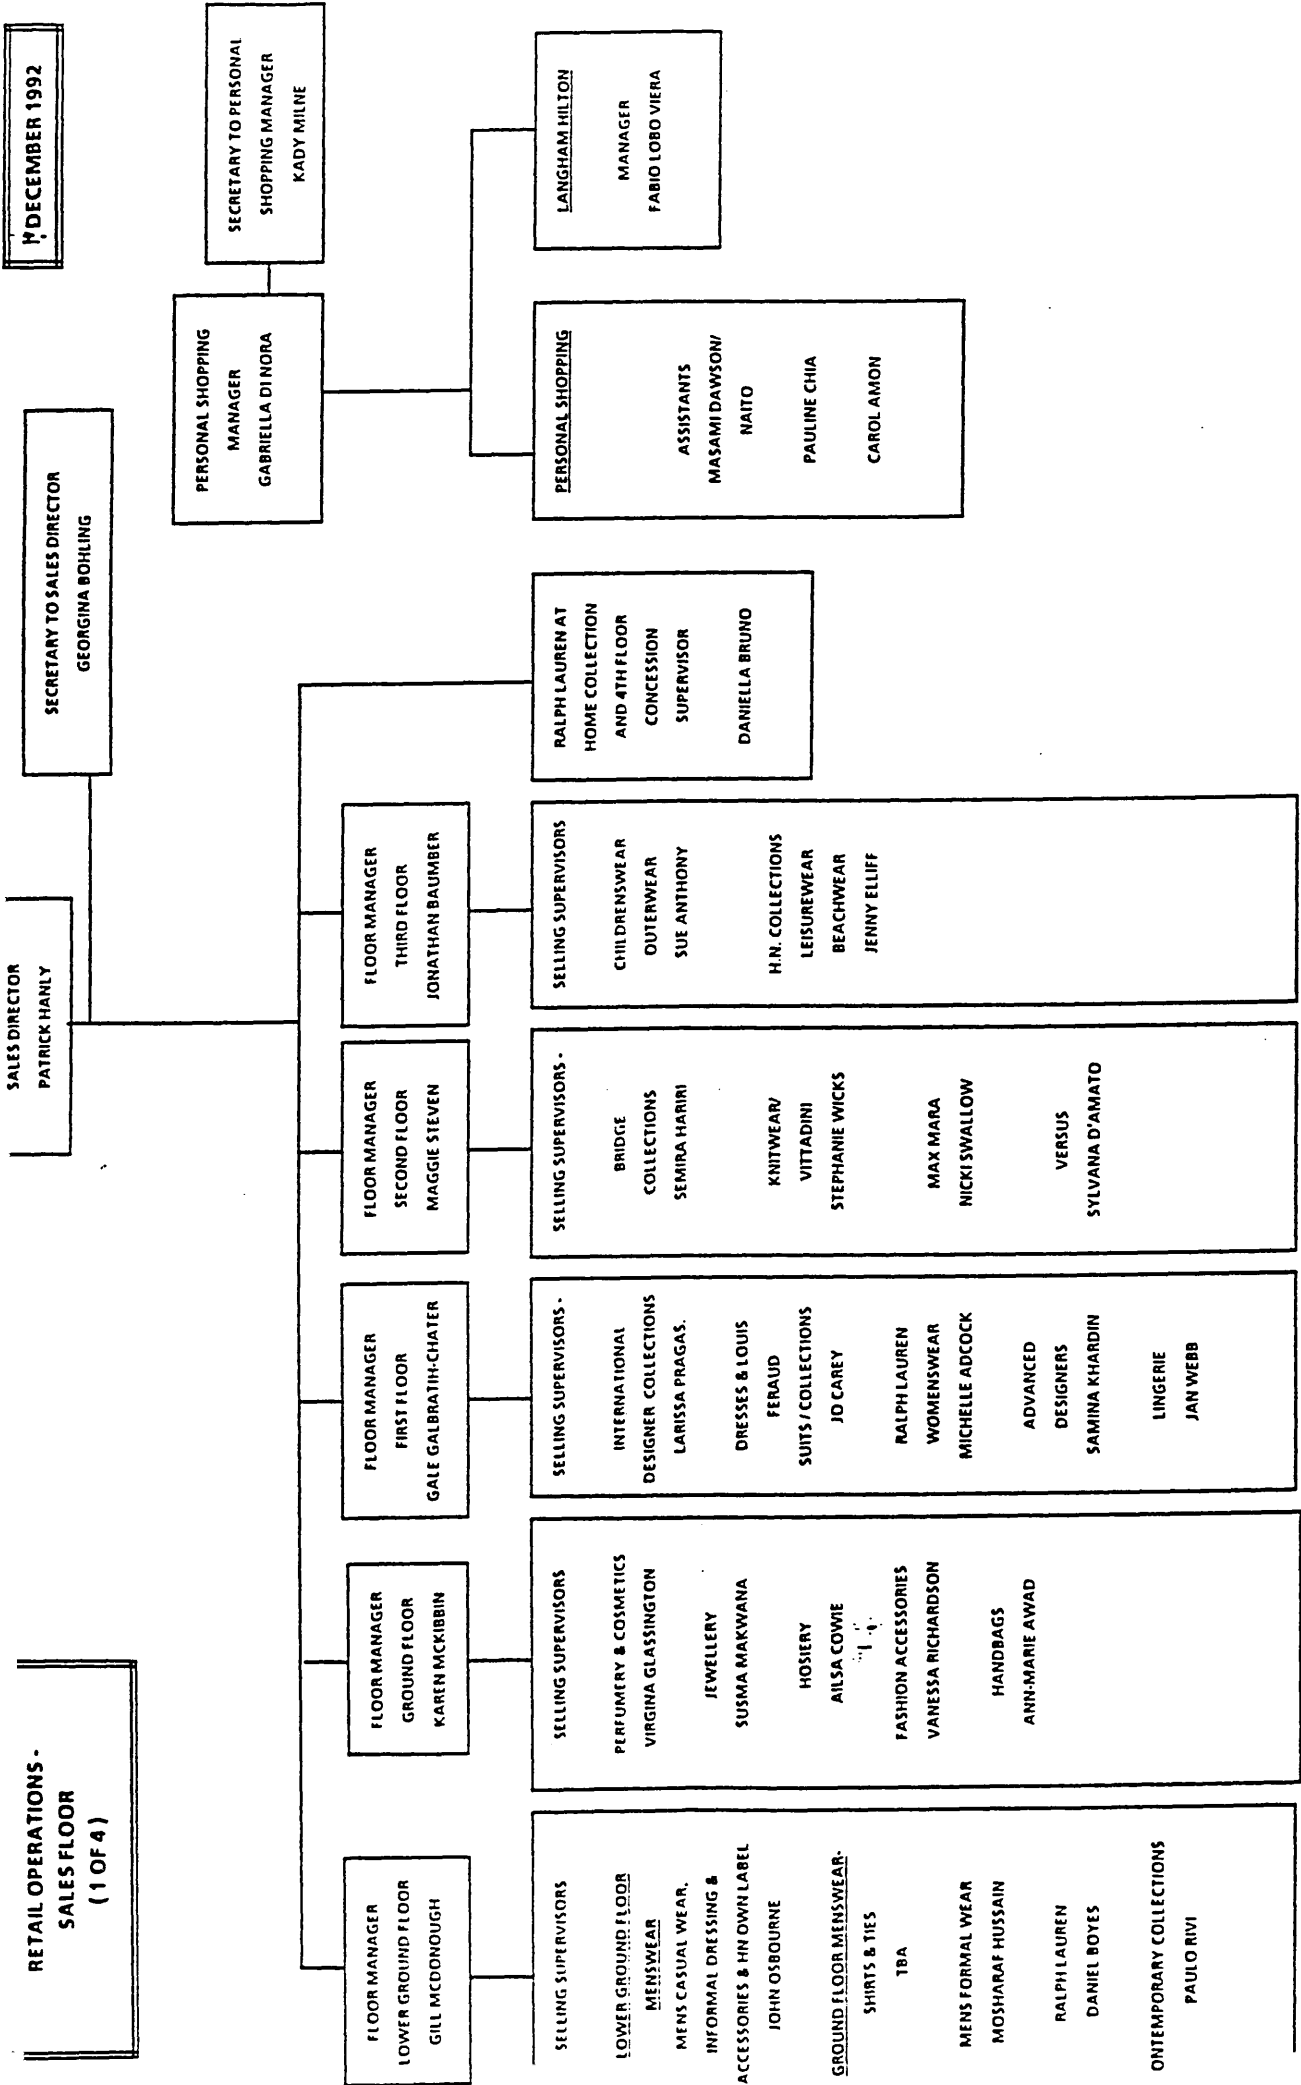 RETAIL OPERATIONS -
SALES FLOOR
( 1 OF 4 )
DECEMBER 1992
SALES DIRECTOR
PATRICK HANLY
SECRETARY TO SALES DIRECTOR
GEORGINA BOHLING
PERSONAL SHOPPING
MANAGER
GABRIELLA DI NORA
SECRETARY TO PERSONAL
SHOPPING MANAGER
KADY MILNE
FLOOR MANAGER
LOWER GROUND FLOOR
GILL MCDONOUGH
FLOOR MANAGER
GROUND FLOOR
KAREN MCKIBBIN
FLOOR MANAGER
FIRST FLOOR
GALE GALBRATIH-CHATER
FLOOR MANAGER
SECOND FLOOR
MAGGIE STEVEN
FLOOR MANAGER
THIRD FLOOR
JONATHAN BAUMBER
SELLING SUPERVISORS
LOWER GROUND FLOOR
MENSWEAR
MENS CASUAL WEAR.
INFORMAL DRESSING &
ACCESSORIES & HN OWN LABEL
JOHN OSBOURNE
GROUND FLOOR MENSWEAR-
SHIRTS & TIES
TBA
MENS FORMAL WEAR
MOSHARAF HUSSAIN
RALPH LAUREN
DANIEL BOYES
ONTEMPORARY COLLECTIONS
PAULO RIVI
SELLING SUPERVISORS
PERFUMERY & COSMETICS
VIRGINA GLASSINGTON
JEWELLERY
SUSMA MAKWANA
HOSIERY
AILSA COWIE
FASHION ACCESSORIES
VANESSA RICHARDSON
HANDBAGS
ANN-MARIE AWAD
SELLING SUPERVISORS -
INTERNATIONAL
DESIGNER COLLECTIONS
LARISSA PRAGAS.
DRESSES & LOUIS
FERAUD
SUITS / COLLECTIONS
JO CAREY
RALPH LAUREN
WOMENSWEAR
MICHELLE ADCOCK
ADVANCED
DESIGNERS
SAMINA KHARDIN
LINGERIE
JAN WEBB
SELLING SUPERVISORS -
BRIDGE
COLLECTIONS
SEMIRA HARIRI
KNITWEAR/
VITTADINI
STEPHANIE WICKS
MAX MARA
NICKI SWALLOW
VERSUS
SYLVANA D'AMATO
SELLING SUPERVISORS
CHILDRENSWEAR
OUTERWEAR
SUE ANTHONY
H.N. COLLECTIONS
LEISUREWEAR
BEACHWEAR
JENNY ELLIFF
RALPH LAUREN AT
HOME COLLECTION
AND 4TH FLOOR
CONCESSION
SUPERVISOR
DANIELLA BRUNO
PERSONAL SHOPPING
ASSISTANTS
MASAMI DAWSON/
NAITO
PAULINE CHIA
CAROL AMON
LANGHAM HILTON
MANAGER
FABIO LOBO VIERA